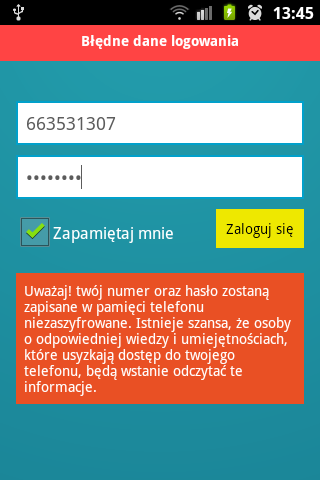 13:45
Błędne dane logowania
663531307
••••••••
Zapamiętaj mnie
Zaloguj się
Uważaj! twój numer oraz hasło zostaną
zapisane w pamięci telefonu
niezaszyfrowane. Istnieje szansa, że osoby
o odpowiedniej wiedzy i umiejętnościach,
które usyzkają dostęp do twojego
telefonu, będą wstanie odczytać te
informacje.